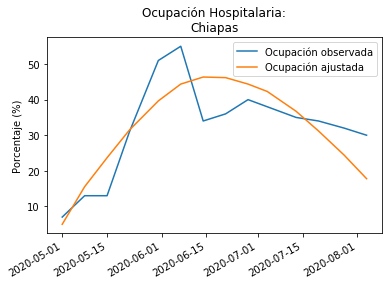 Ocupación Hospitalaria:
Chiapas
Ocupación observada
Ocupación ajustada
Porcentaje (%)
50
40
30
20
10
2020-05-01
2020-05-15
2020-06-01
2020-06-15
2020-07-01
2020-07-15
2020-08-01